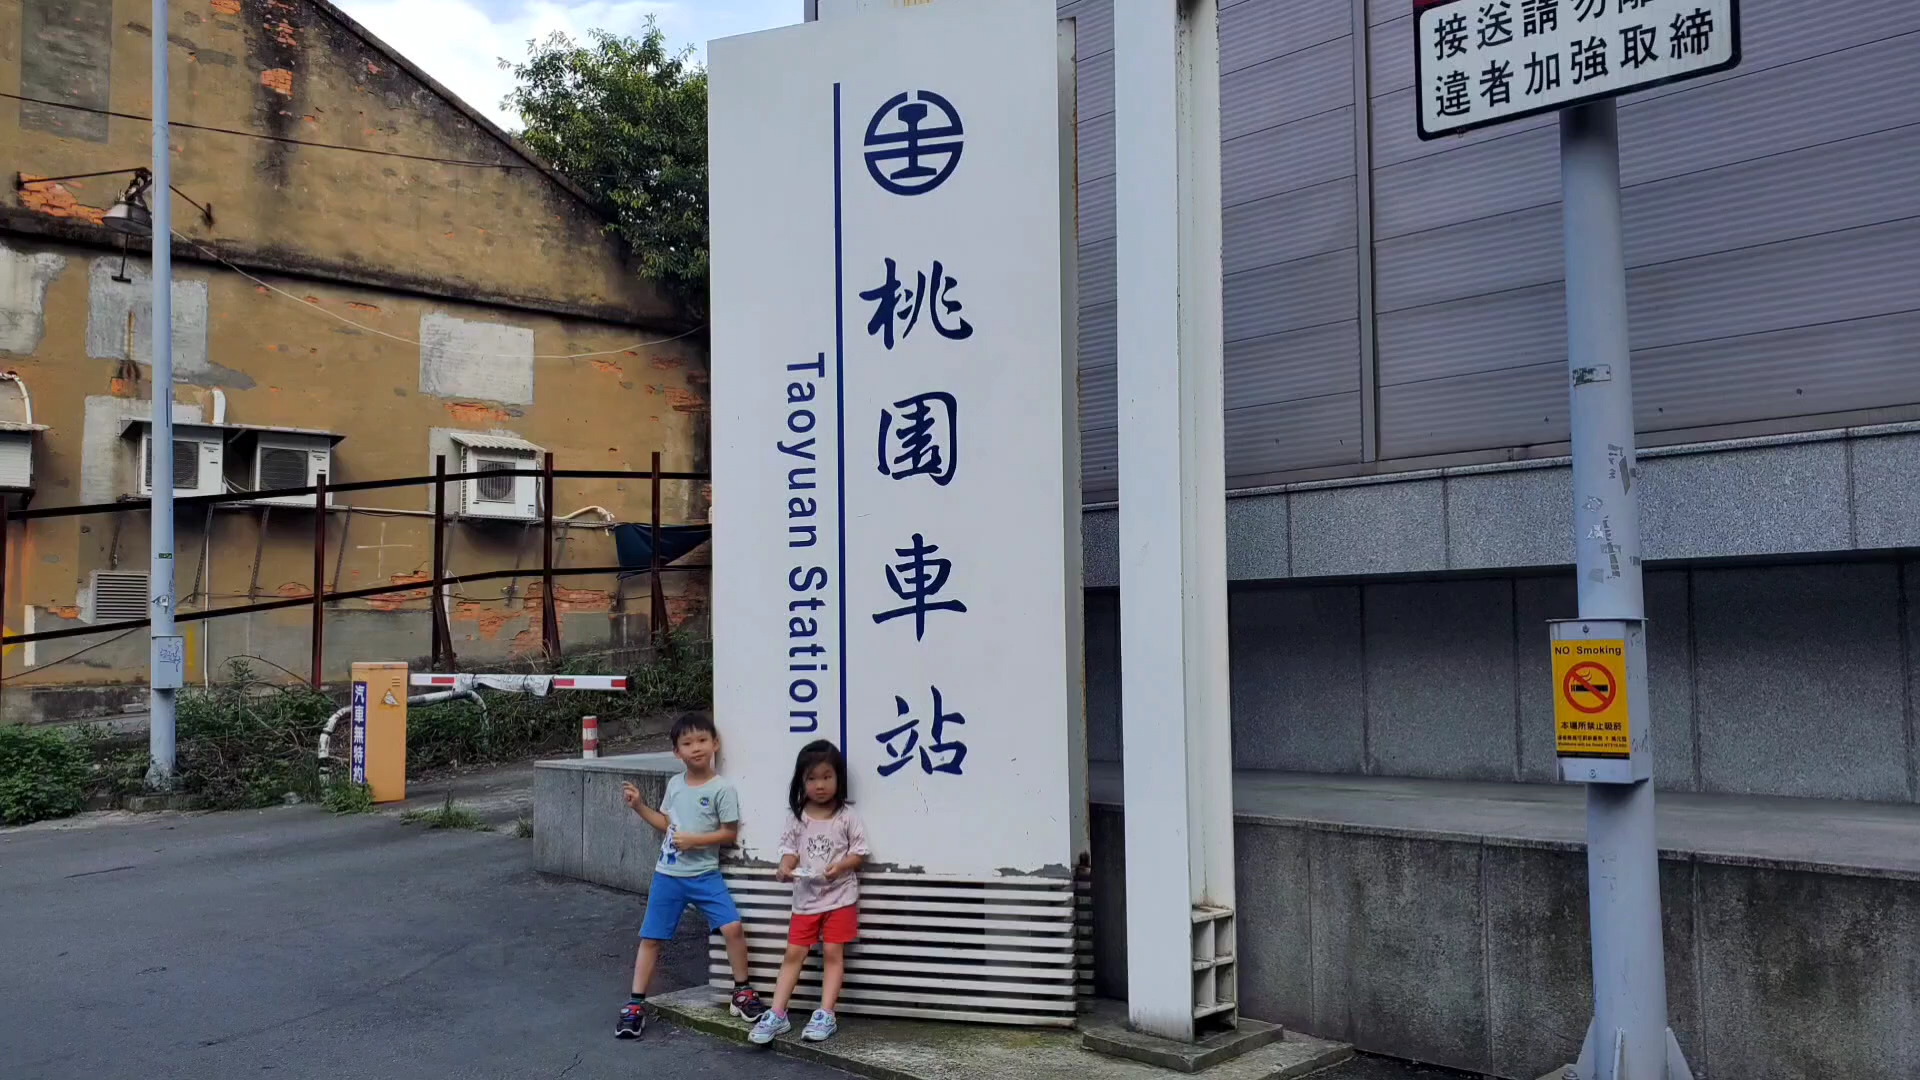 桃園車站
Taoyuan Station
接送請勿離
違者加強取締
汽車無特約
NO Smoking
本場所禁止吸菸